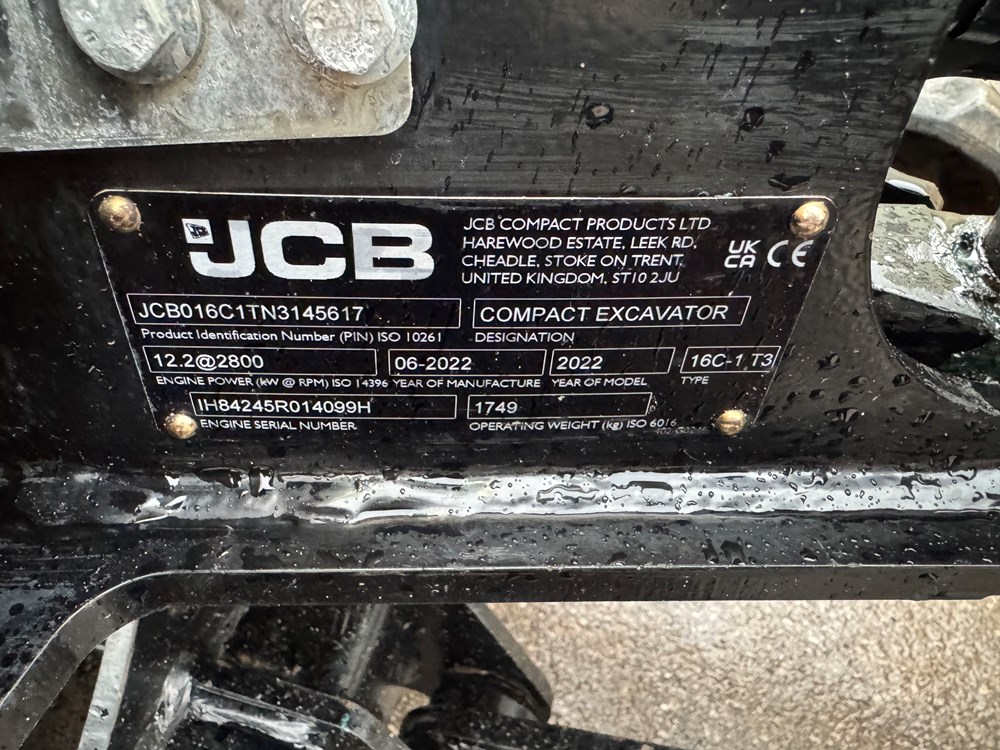 JCB
JCB COMPACT PRODUCTS LTD
HAREWOOD ESTATE, LEEK RD,
CHEADLE, STOKE ON TRENT
UNITED KINGDOM, ST10 2JU
UK
CA
CE
JCB016C1TN3145617
COMPACT EXCAVATOR
Product Identification Number (PIN) ISO 10261
DESIGNATION
12.2@2800
06-2022
2022
16C-1 T3
ENGINE POWER (kW @ RPM) ISO 14396
YEAR OF MANUFACTURE
YEAR OF MODEL
TYPE
IH84245R014099H
1749
ENGINE SERIAL NUMBER
OPERATING WEIGHT (kg) ISO 6016